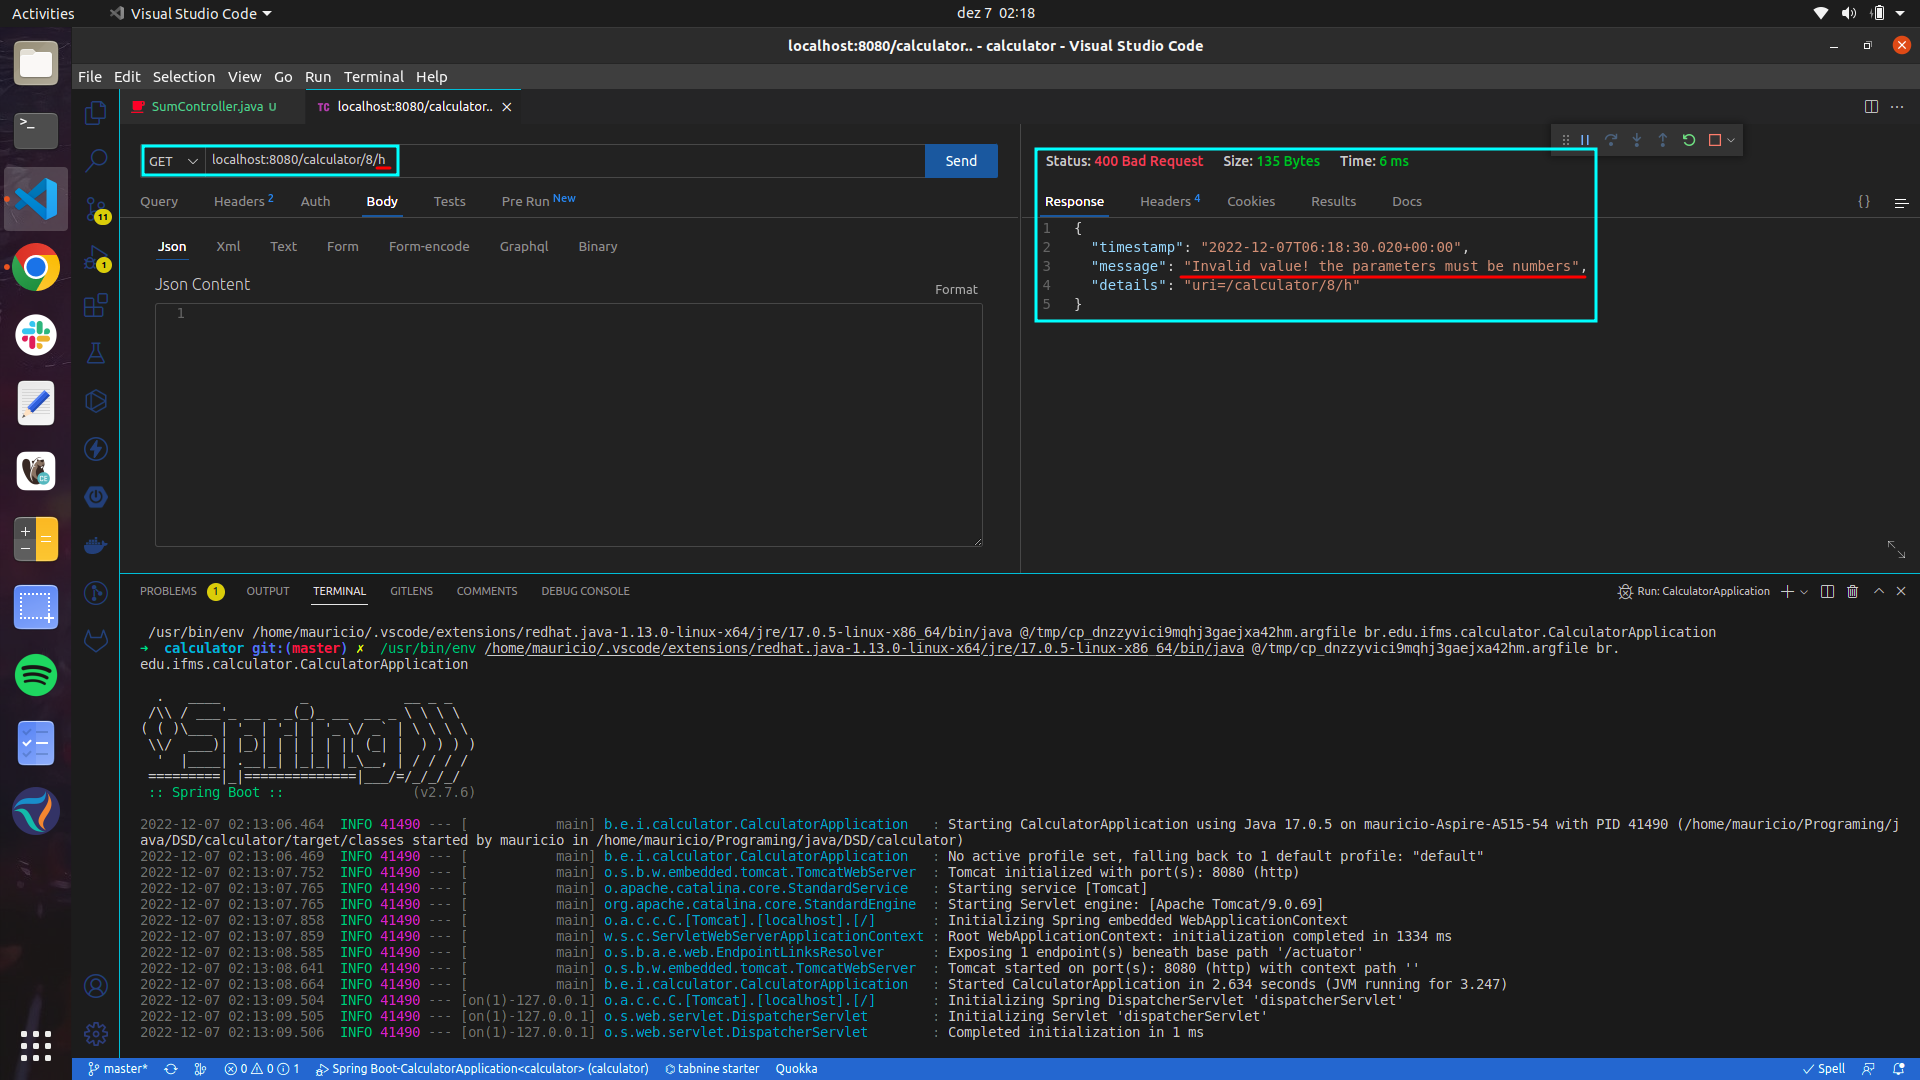 Activities
Visual Studio Code
dez 7 02:18
localhost:8080/calculator.. - calculator - Visual Studio Code
File Edit Selection View Go Run Terminal Help
SumController.java U
TC localhost:8080/calculator..
GET localhost:8080/calculator/8/h
Send
Status: 400 Bad Request Size: 135 Bytes Time: 6 ms
Query Headers 2 Auth Body Tests Pre Run New
Response Headers 4 Cookies Results Docs
{}
Json Xml Text Form Form-encode Graphql Binary
Json Content
Format
1
1 {
2 "timestamp": "2022-12-07T06:18:30.020+00:00",
3 "message": "Invalid value! the parameters must be numbers",
4 "details": "uri=/calculator/8/h"
5 }
11
1
CE
PROBLEMS 1 OUTPUT TERMINAL GITLENS COMMENTS DEBUG CONSOLE
Run: CalculatorApplication
/usr/bin/env /home/mauricio/.vscode/extensions/redhat.java-1.13.0-linux-x64/jre/17.0.5-linux-x86_64/bin/java @/tmp/cp_dnzzyvici9mqhj3gaejxa42hm.argfile br.edu.ifms.calculator.CalculatorApplication
➜  calculator git:(master) ✗  /usr/bin/env /home/mauricio/.vscode/extensions/redhat.java-1.13.0-linux-x64/jre/17.0.5-linux-x86_64/bin/java @/tmp/cp_dnzzyvici9mqhj3gaejxa42hm.argfile br.
edu.ifms.calculator.CalculatorApplication
  .   ____          _            __ _ _
 /\\ / ___'_ __ _ _(_)_ __  __ _ \ \ \ \
( ( )\___ | '_ | '_| | '_ \/ _` | \ \ \ \
 \\/  ___)| |_)| | | | | || (_| |  ) ) ) )
  '  |____| .__|_| |_|_| |_\__, | / / / /
 =========|_|==============|___/=/_/_/_/
 :: Spring Boot ::                (v2.7.6)
2022-12-07 02:13:06.464  INFO 41490 --- [           main] b.e.i.calculator.CalculatorApplication   : Starting CalculatorApplication using Java 17.0.5 on mauricio-Aspire-A515-54 with PID 41490 (/home/mauricio/Programing/j
ava/DSD/calculator/target/classes started by mauricio in /home/mauricio/Programing/java/DSD/calculator)
2022-12-07 02:13:06.469  INFO 41490 --- [           main] b.e.i.calculator.CalculatorApplication   : No active profile set, falling back to 1 default profile: "default"
2022-12-07 02:13:07.752  INFO 41490 --- [           main] o.s.b.w.embedded.tomcat.TomcatWebServer  : Tomcat initialized with port(s): 8080 (http)
2022-12-07 02:13:07.765  INFO 41490 --- [           main] o.apache.catalina.core.StandardService   : Starting service [Tomcat]
2022-12-07 02:13:07.765  INFO 41490 --- [           main] org.apache.catalina.core.StandardEngine  : Starting Servlet engine: [Apache Tomcat/9.0.69]
2022-12-07 02:13:07.858  INFO 41490 --- [           main] o.a.c.c.C.[Tomcat].[localhost].[/]       : Initializing Spring embedded WebApplicationContext
2022-12-07 02:13:07.859  INFO 41490 --- [           main] w.s.c.ServletWebServerApplicationContext : Root WebApplicationContext: initialization completed in 1334 ms
2022-12-07 02:13:08.585  INFO 41490 --- [           main] o.s.b.a.e.web.EndpointLinksResolver      : Exposing 1 endpoint(s) beneath base path '/actuator'
2022-12-07 02:13:08.641  INFO 41490 --- [           main] o.s.b.w.embedded.tomcat.TomcatWebServer  : Tomcat started on port(s): 8080 (http) with context path ''
2022-12-07 02:13:08.664  INFO 41490 --- [           main] b.e.i.calculator.CalculatorApplication   : Started CalculatorApplication in 2.634 seconds (JVM running for 3.247)
2022-12-07 02:13:09.504  INFO 41490 --- [on(1)-127.0.0.1] o.a.c.c.C.[Tomcat].[localhost].[/]       : Initializing Spring DispatcherServlet 'dispatcherServlet'
2022-12-07 02:13:09.505  INFO 41490 --- [on(1)-127.0.0.1] o.s.web.servlet.DispatcherServlet        : Initializing Servlet 'dispatcherServlet'
2022-12-07 02:13:09.506  INFO 41490 --- [on(1)-127.0.0.1] o.s.web.servlet.DispatcherServlet        : Completed initialization in 1 ms
master* 0 0 1 Spring Boot-CalculatorApplication<calculator> (calculator) tabnine starter Quokka
Spell